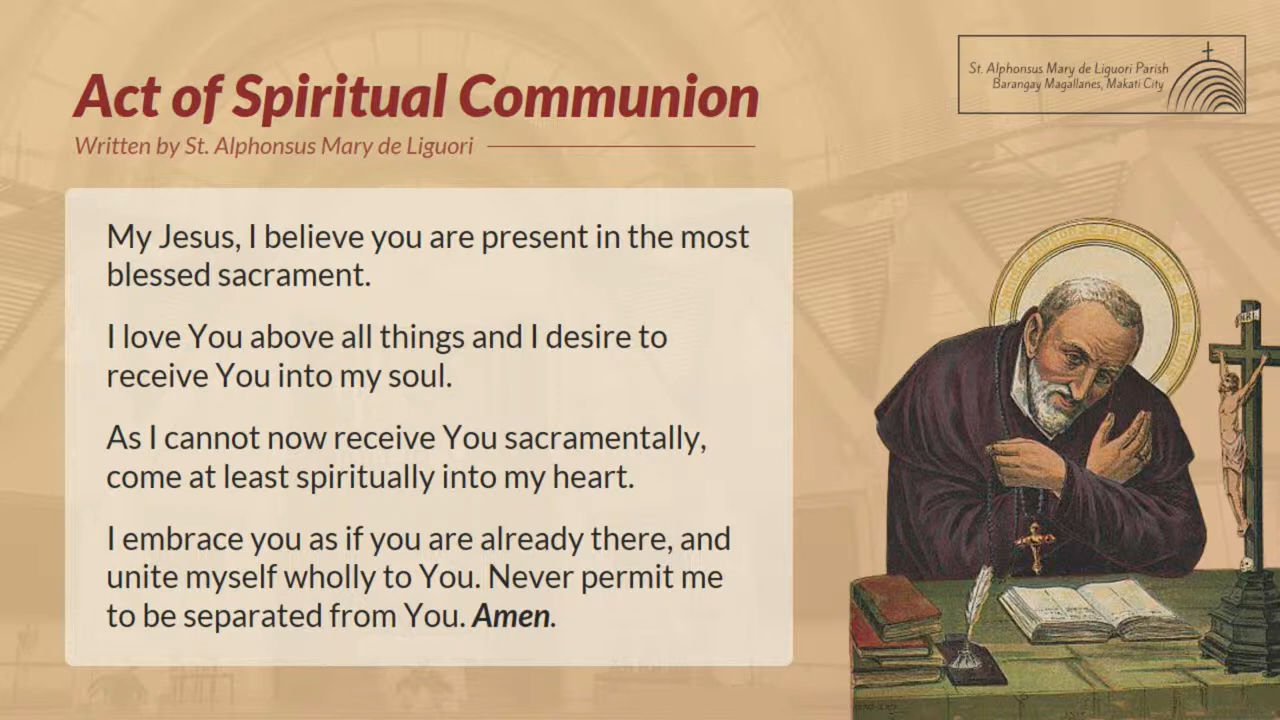 Act of Spiritual Communion
Written by St. Alphonsus Mary de Liguori
St. Alphonsus Mary de Liguori Parish
Barangay Magallanes, Makati City
My Jesus, I believe you are present in the most
blessed sacrament.
I love You above all things and I desire to
receive You into my soul.
As I cannot now receive You sacramentally,
come at least spiritually into my heart.
I embrace you as if you are already there, and
unite myself wholly to You. Never permit me
to be separated from You. Amen.